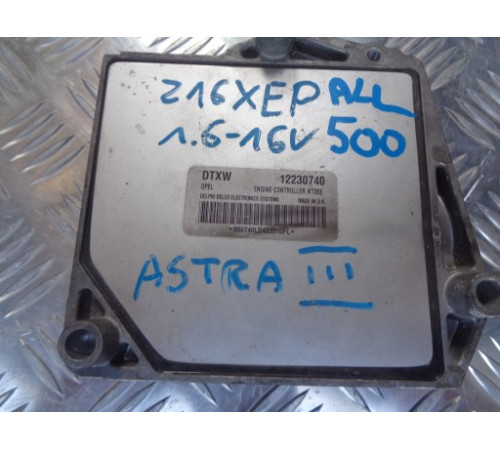 Z16XEP ALL
1.6-16V 500
DTXW 12230740
OPEL ENGINE CONTROLLER
DELPHI DELCO ELECTRONICS SYSTEMS MADE IN U.K.
ASTRA III